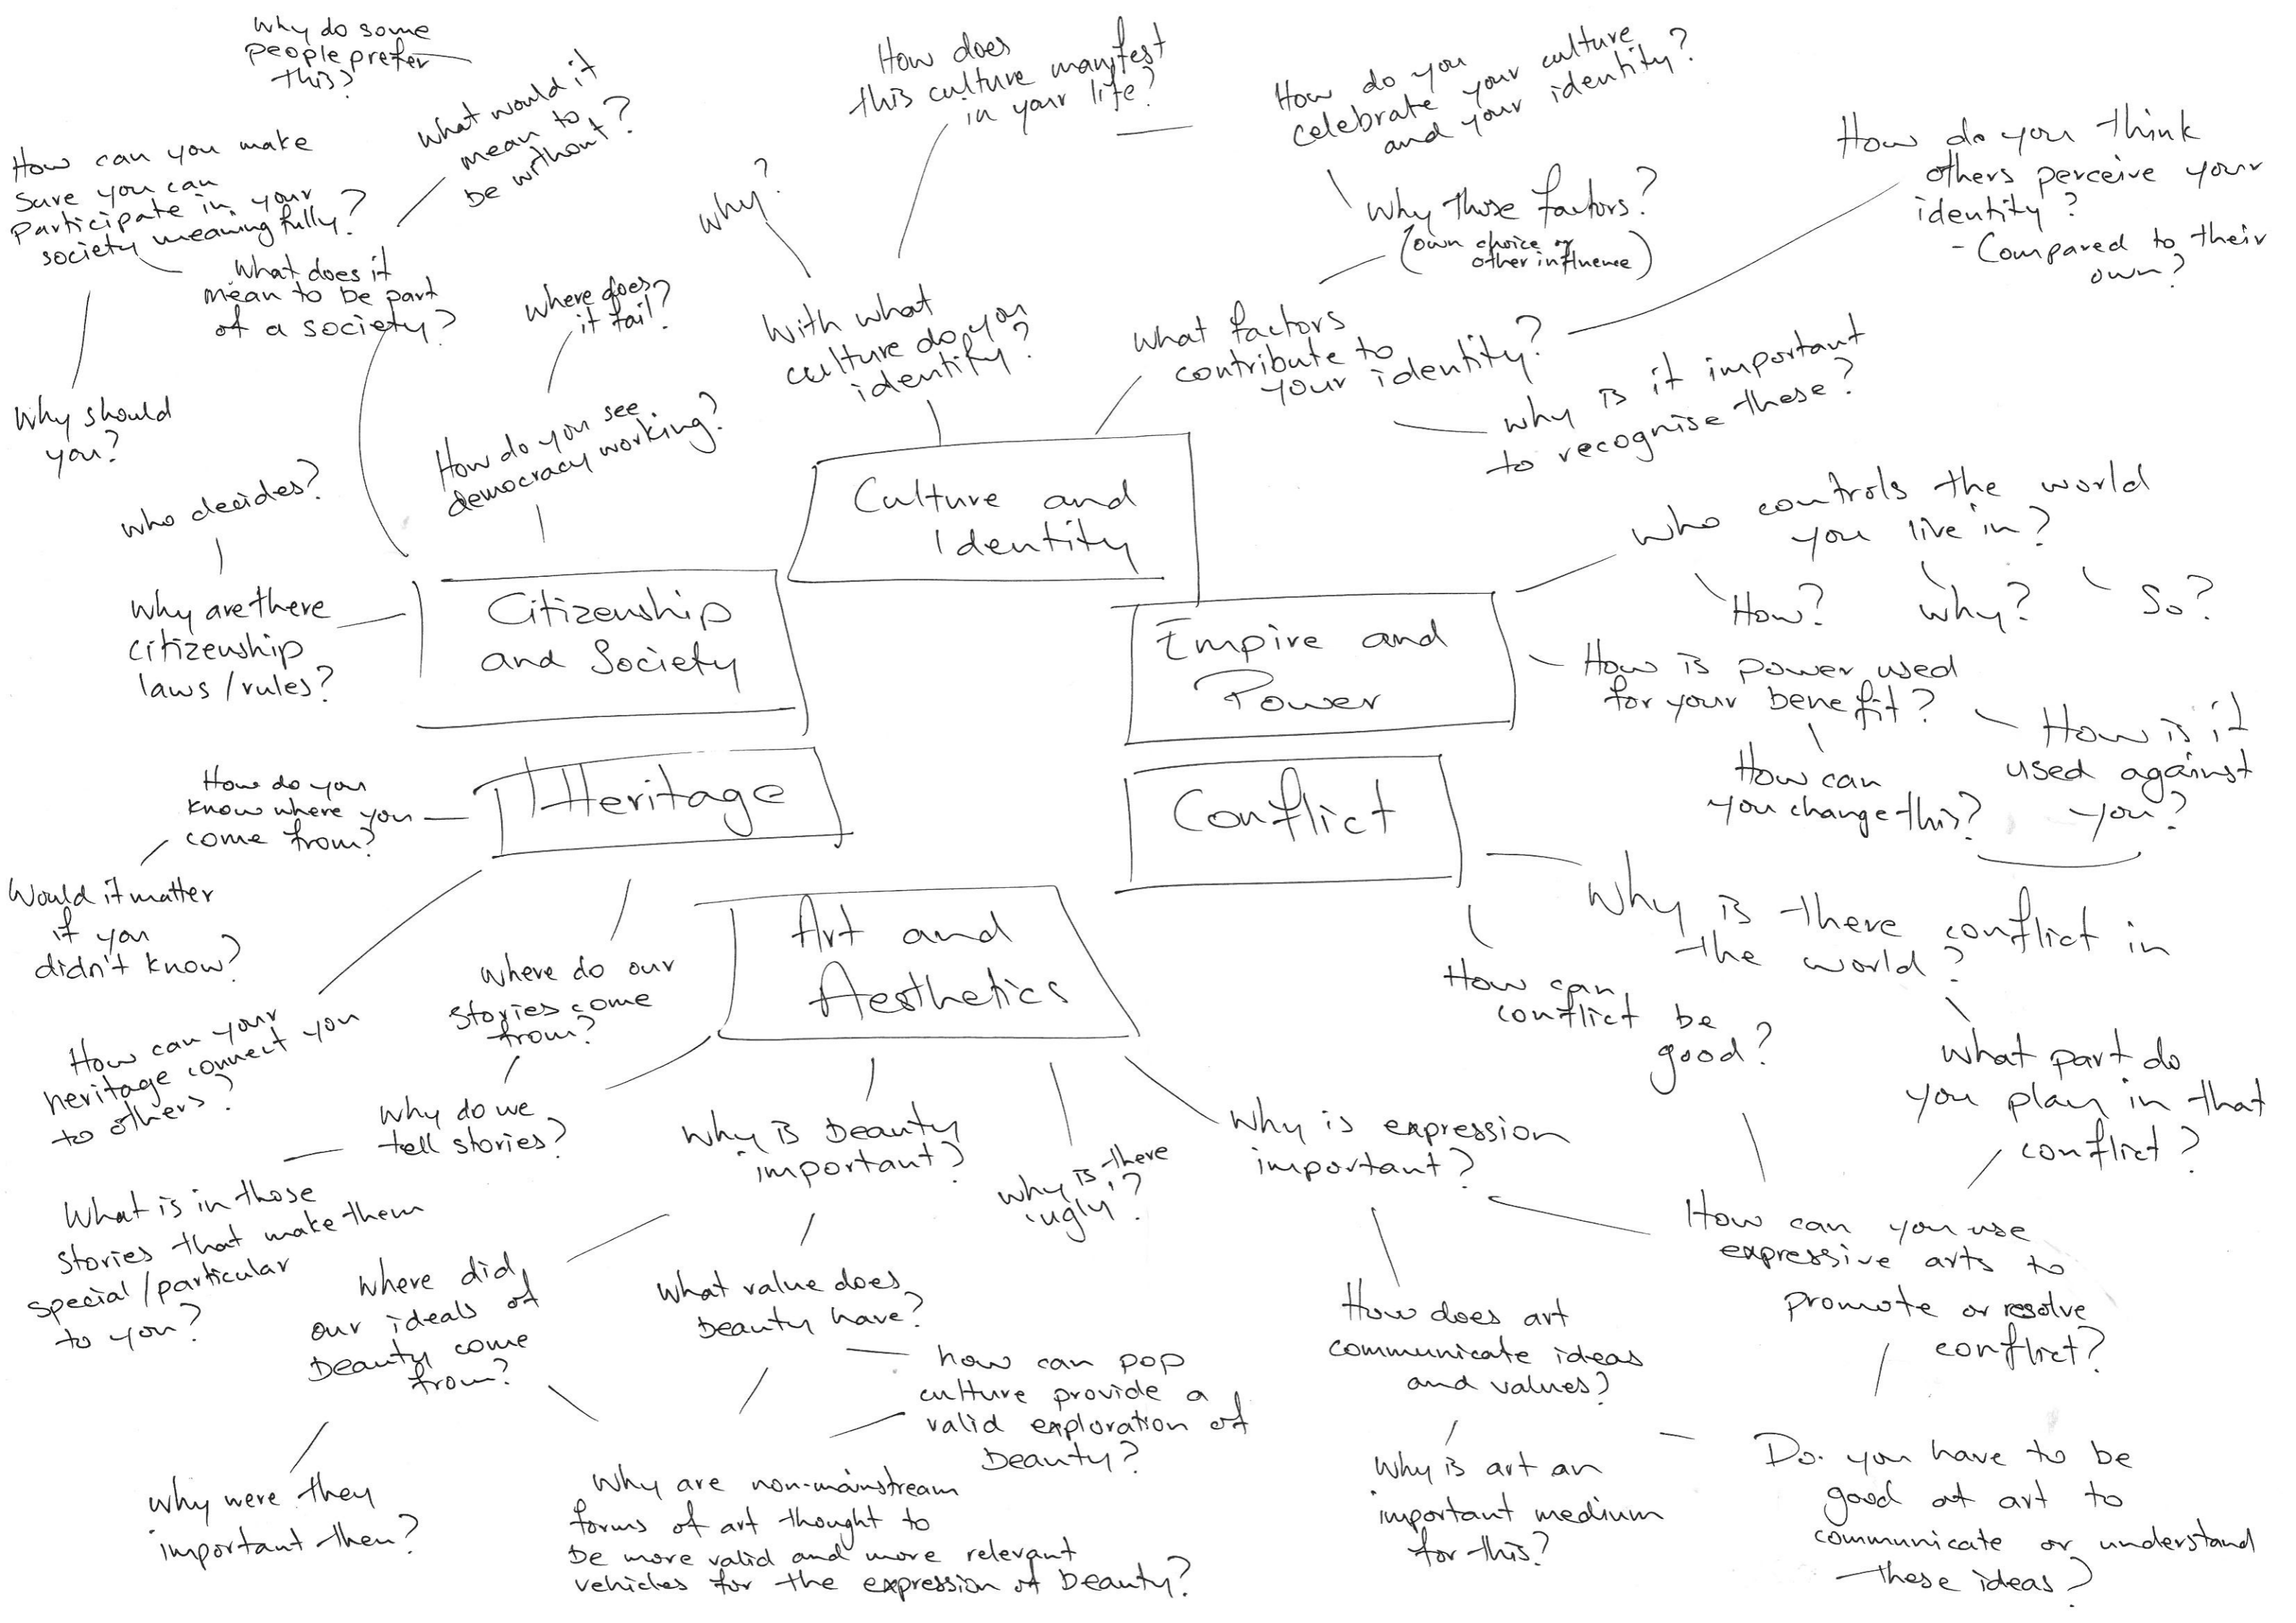 Why do some
people prefer
this?
What would it
mean to
be without?
How can you make
sure you can
participate in your
society meaningfully?
What does it
mean to be part
of a society?
Why should
you?
who decides?
Why are there
citizenship
laws/rules?
where does
it fail?
How do you see
democracy working?
Citizenship
and Society
why?
How does
this culture manifest
in your life?
With what
culture do you
identify?
How do you
celebrate your culture
and your identity?
Why those factors?
(own choice or
other influence)
What factors
contribute to
your identity?
How do you think
others perceive your
identity?
- Compared to their
own?
why is it important
to recognise these?
Culture and
Identity
who controls the world
you live in?
How?
why?
So?
Empire and
Power
How is power used
for your benefit?
How can
you change this?
How is it
used against
you?
Heritage
How do you
know where you
come from?
Would it matter
if you
didn't know?
How can your
heritage connect you
to others?
where do our
stories come
from?
Why do we
tell stories?
What is in those
stories that make them
special/particular
to you?
Conflict
Why is there conflict in
the world?
How can
conflict be
good?
what part do
you play in that
conflict?
How can you use
expressive arts to
promote or resolve
conflict?
Art and
Aesthetics
Why is beauty
important?
why is there
'ugly'?
Why is expression
important?
where did
our ideals of
beauty come
from?
why were they
important then?
what value does
beauty have?
how can pop
culture provide a
valid exploration of
beauty?
Why are non-mainstream
forms of art thought to
be more valid and more relevant
vehicles for the expression of beauty?
How does art
communicate ideas
and values?
Why is art an
important medium
for this?
Do you have to be
good at art to
communicate or understand
these ideas?